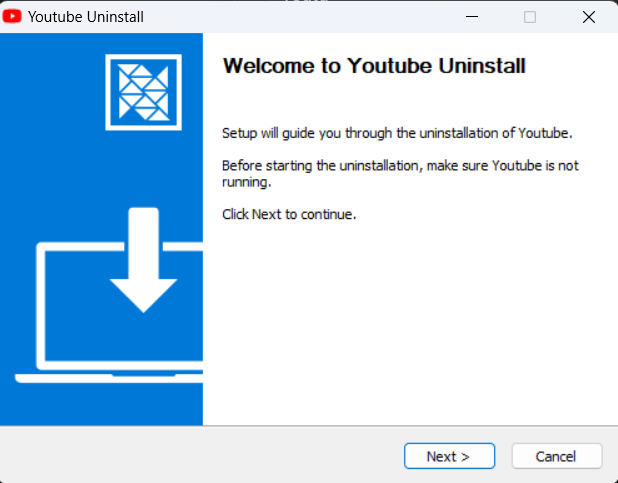 Youtube Uninstall
Welcome to Youtube Uninstall
Setup will guide you through the uninstallation of Youtube.
Before starting the uninstallation, make sure Youtube is not
running.
Click Next to continue.
Next >
Cancel